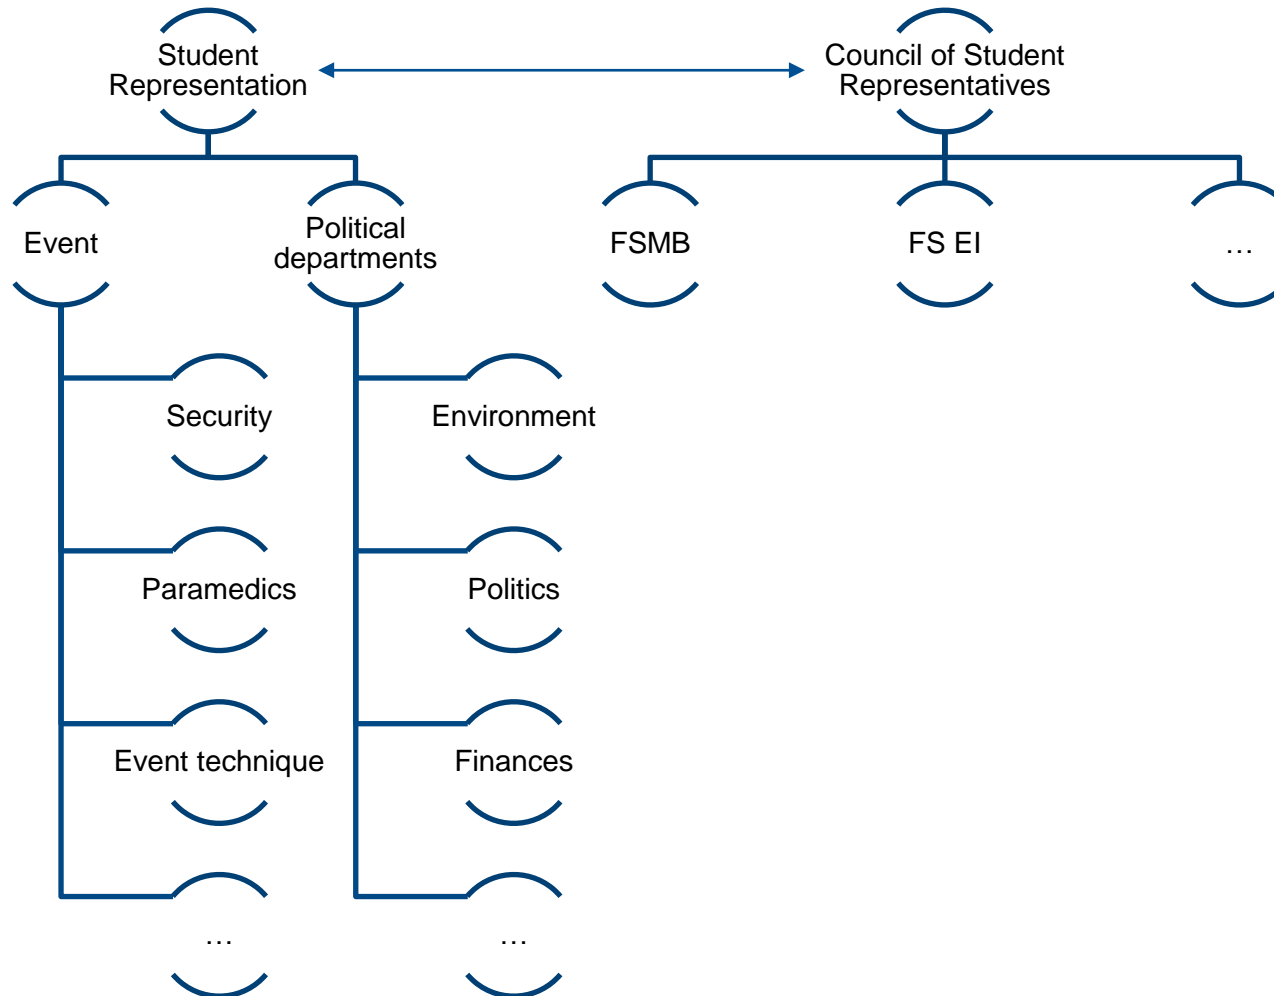 Student
Representation
Council of Student
Representatives
Event
Political
departments
FSMB
FS EI
…
Security
Environment
Paramedics
Politics
Event technique
Finances
…
…